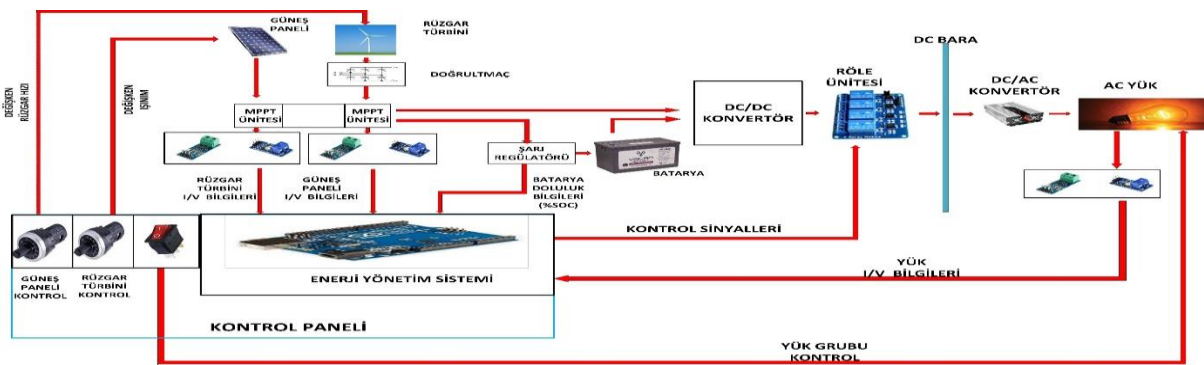 GÜNEŞ
PANELİ
RÜZGAR
TÜRBİNİ
DOĞRULTMAÇ
DEĞİŞKEN
RÜZGAR HIZI
DEĞİŞKEN
IŞINIM
MPPT
ÜNİTESİ
MPPT
ÜNİTESİ
ŞARJ
REGÜLATÖRÜ
BATARYA
DC/DC
KONVERTÖR
RÖLE
ÜNİTESİ
DC BARA
DC/AC
KONVERTÖR
AC YÜK
RÜZGAR
TÜRBİNİ
I/V BİLGİLERİ
GÜNEŞ
PANELİ
I/V BİLGİLERİ
BATARYA
DOLULUK
BİLGİLERİ
(%SOC)
KONTROL SİNYALLERİ
YÜK
I/V BİLGİLERİ
GÜNEŞ
PANELİ
KONTROL
RÜZGAR
TÜRBİNİ
KONTROL
ENERJİ YÖNETİM SİSTEMİ
KONTROL PANELİ
YÜK GRUBU
KONTROL